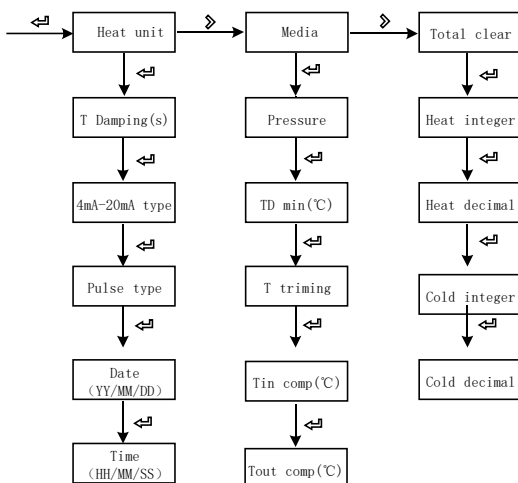 Heat unit
Media
Total clear
T Damping(s)
Pressure
Heat integer
4mA-20mA type
TD min(℃)
Heat decimal
Pulse type
T triming
Cold integer
Date
(YY/MM/DD)
Tin comp(℃)
Cold decimal
Time
(HH/MM/SS)
Tout comp(℃)